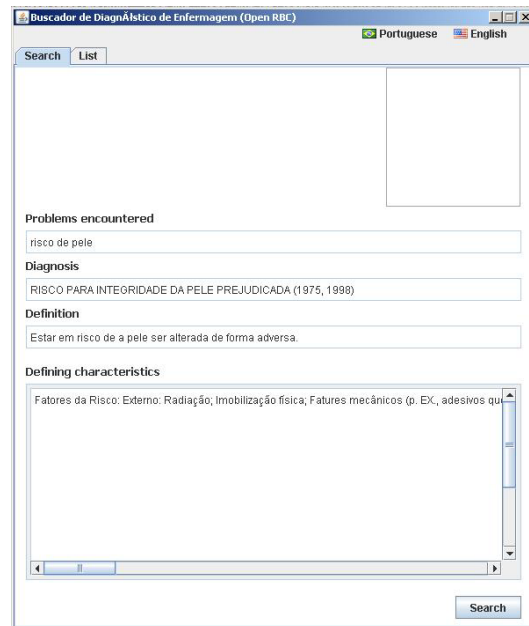 Buscador de DiagnÃ³stico de Enfermagem (Open RBC)
Portuguese English
Search List
Problems encountered
risco de pele
Diagnosis
RISCO PARA INTEGRIDADE DA PELE PREJUDICADA (1975, 1998)
Definition
Estar em risco de a pele ser alterada de forma adversa.
Defining characteristics
Fatores da Risco: Externo: Radiação; Imobilização física; Fatures mecânicos (p. EX., adesivos que
Search